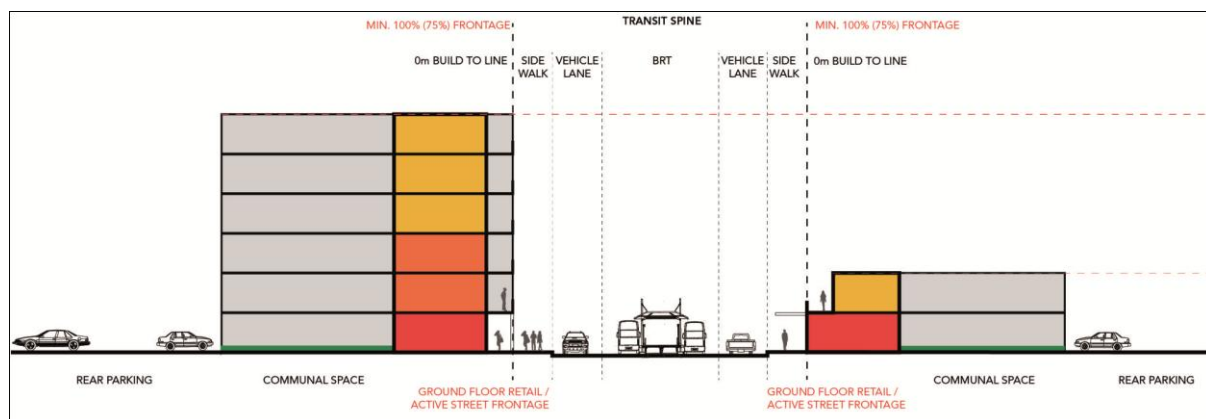 MIN. 100% (75%) FRONTAGE
TRANSIT SPINE
MIN. 100% (75%) FRONTAGE
0m BUILD TO LINE
SIDE
WALK
VEHICLE
LANE
BRT
VEHICLE
LANE
SIDE
WALK
0m BUILD TO LINE
REAR PARKING
COMMUNAL SPACE
GROUND FLOOR RETAIL /
ACTIVE STREET FRONTAGE
GROUND FLOOR RETAIL /
ACTIVE STREET FRONTAGE
COMMUNAL SPACE
REAR PARKING